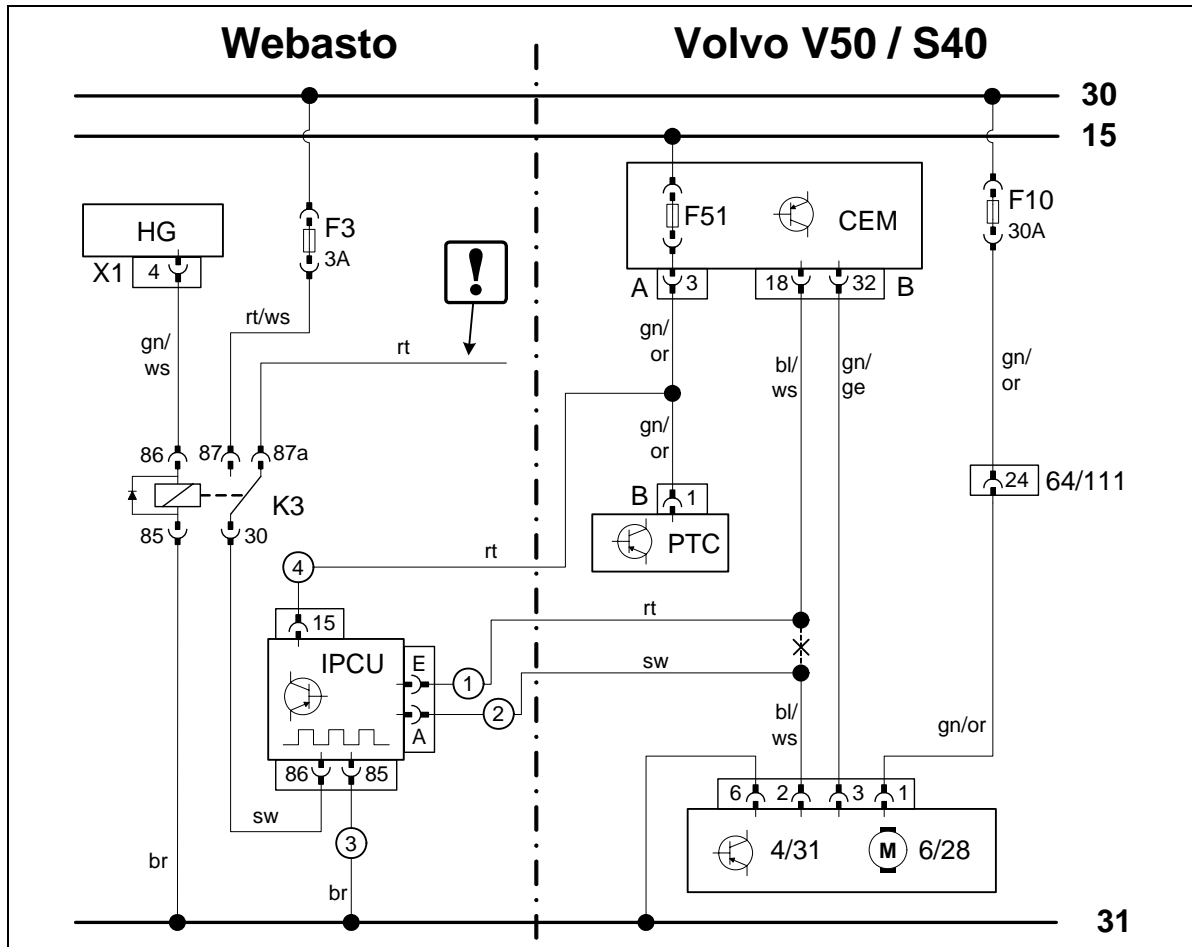 Webasto
Volvo V50 / S40
30
15
HG
X1
4
F3
3A
!
F51
CEM
F10
30A
A
3
18
32
B
gn/
ws
rt/ws
rt
gn/
or
bl/
ws
gn/
ge
gn/
or
gn/
or
86
87
87a
K3
85
30
B
1
PTC
24
64/111
4
rt
15
IPCU
E
1
rt
A
2
sw
bl/
ws
gn/or
86
85
sw
3
br
br
6
2
3
1
4/31
M
6/28
31